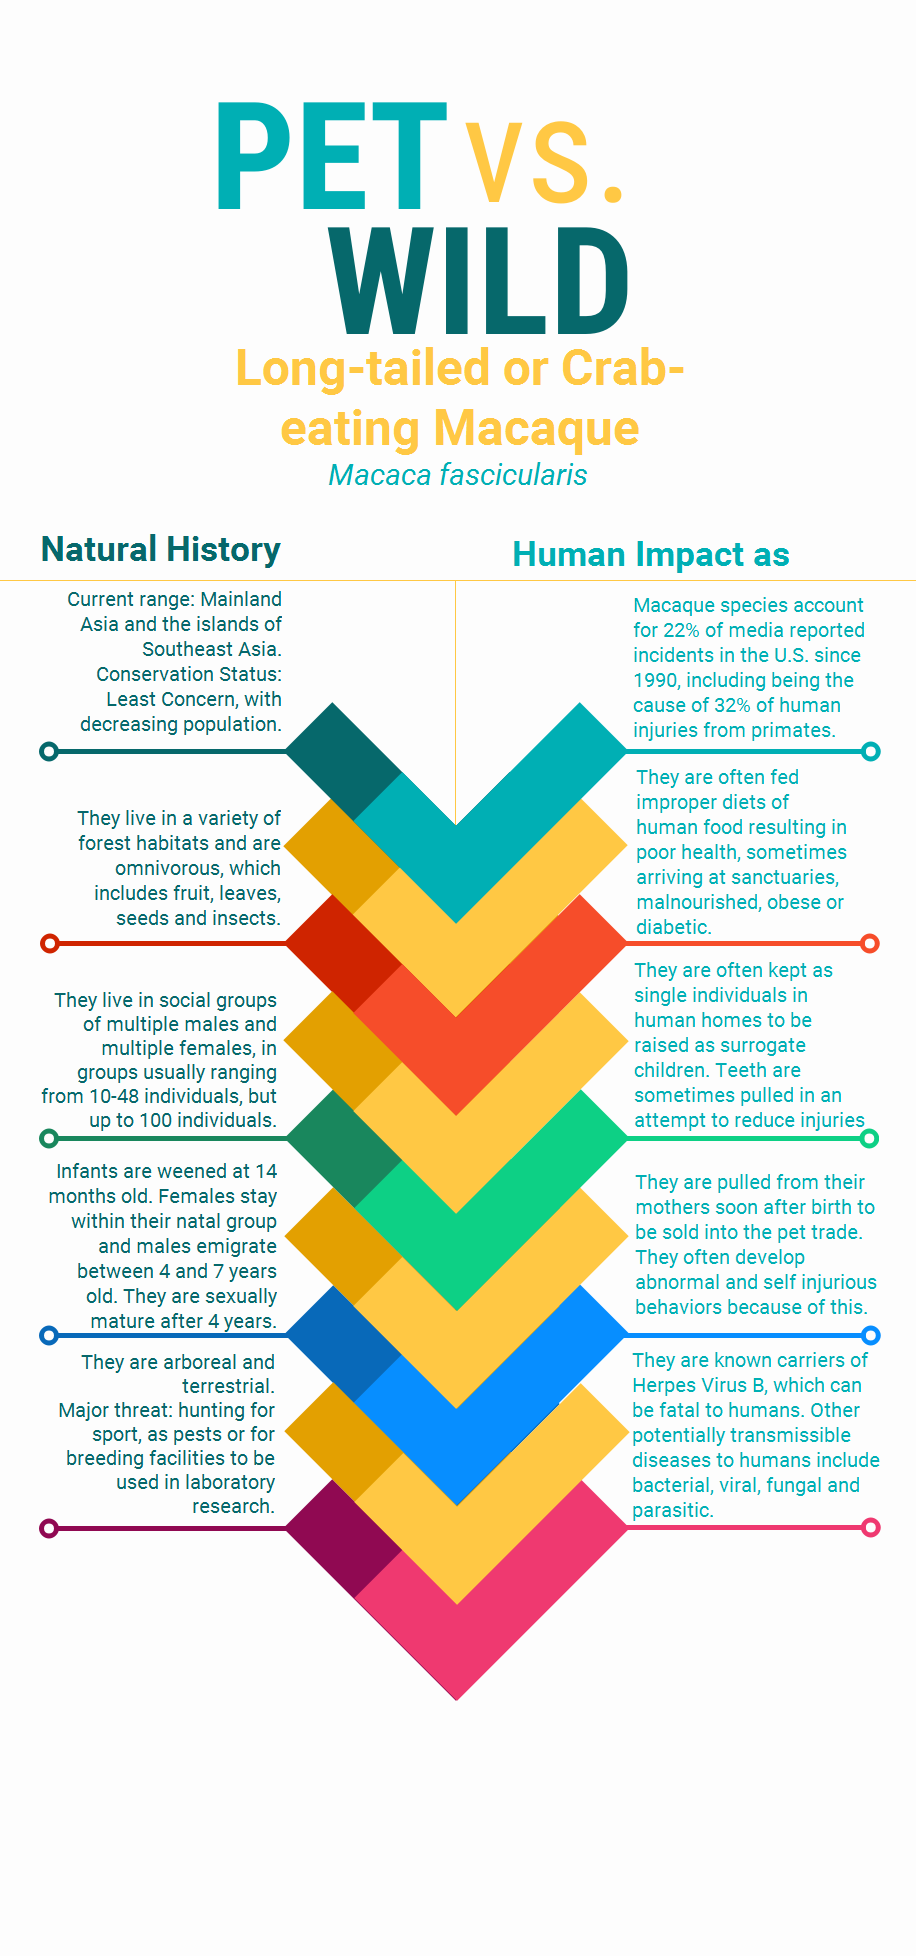 PET VS.
WILD
Long-tailed or Crab-
eating Macaque
Macaca fascicularis
Natural History
Current range: Mainland
Asia and the islands of
Southeast Asia.
Conservation Status:
Least Concern, with
decreasing population.
They live in a variety of
forest habitats and are
omnivorous, which
includes fruit, leaves,
seeds and insects.
They live in social groups
of multiple males and
multiple females, in
groups usually ranging
from 10-48 individuals, but
up to 100 individuals.
Infants are weened at 14
months old. Females stay
within their natal group
and males emigrate
between 4 and 7 years
old. They are sexually
mature after 4 years.
They are arboreal and
terrestrial.
Major threat: hunting for
sport, as pests or for
breeding facilities to be
used in laboratory
research.
Human Impact as
Macaque species account
for 22% of media reported
incidents in the U.S. since
1990, including being the
cause of 32% of human
injuries from primates.
They are often fed
improper diets of
human food resulting in
poor health, sometimes
arriving at sanctuaries,
malnourished, obese or
diabetic.
They are often kept as
single individuals in
human homes to be
raised as surrogate
children. Teeth are
sometimes pulled in an
attempt to reduce injuries
They are pulled from their
mothers soon after birth to
be sold into the pet trade.
They often develop
abnormal and self injurious
behaviors because of this.
They are known carriers of
Herpes Virus B, which can
be fatal to humans. Other
potentially transmissible
diseases to humans include
bacterial, viral, fungal and
parasitic.